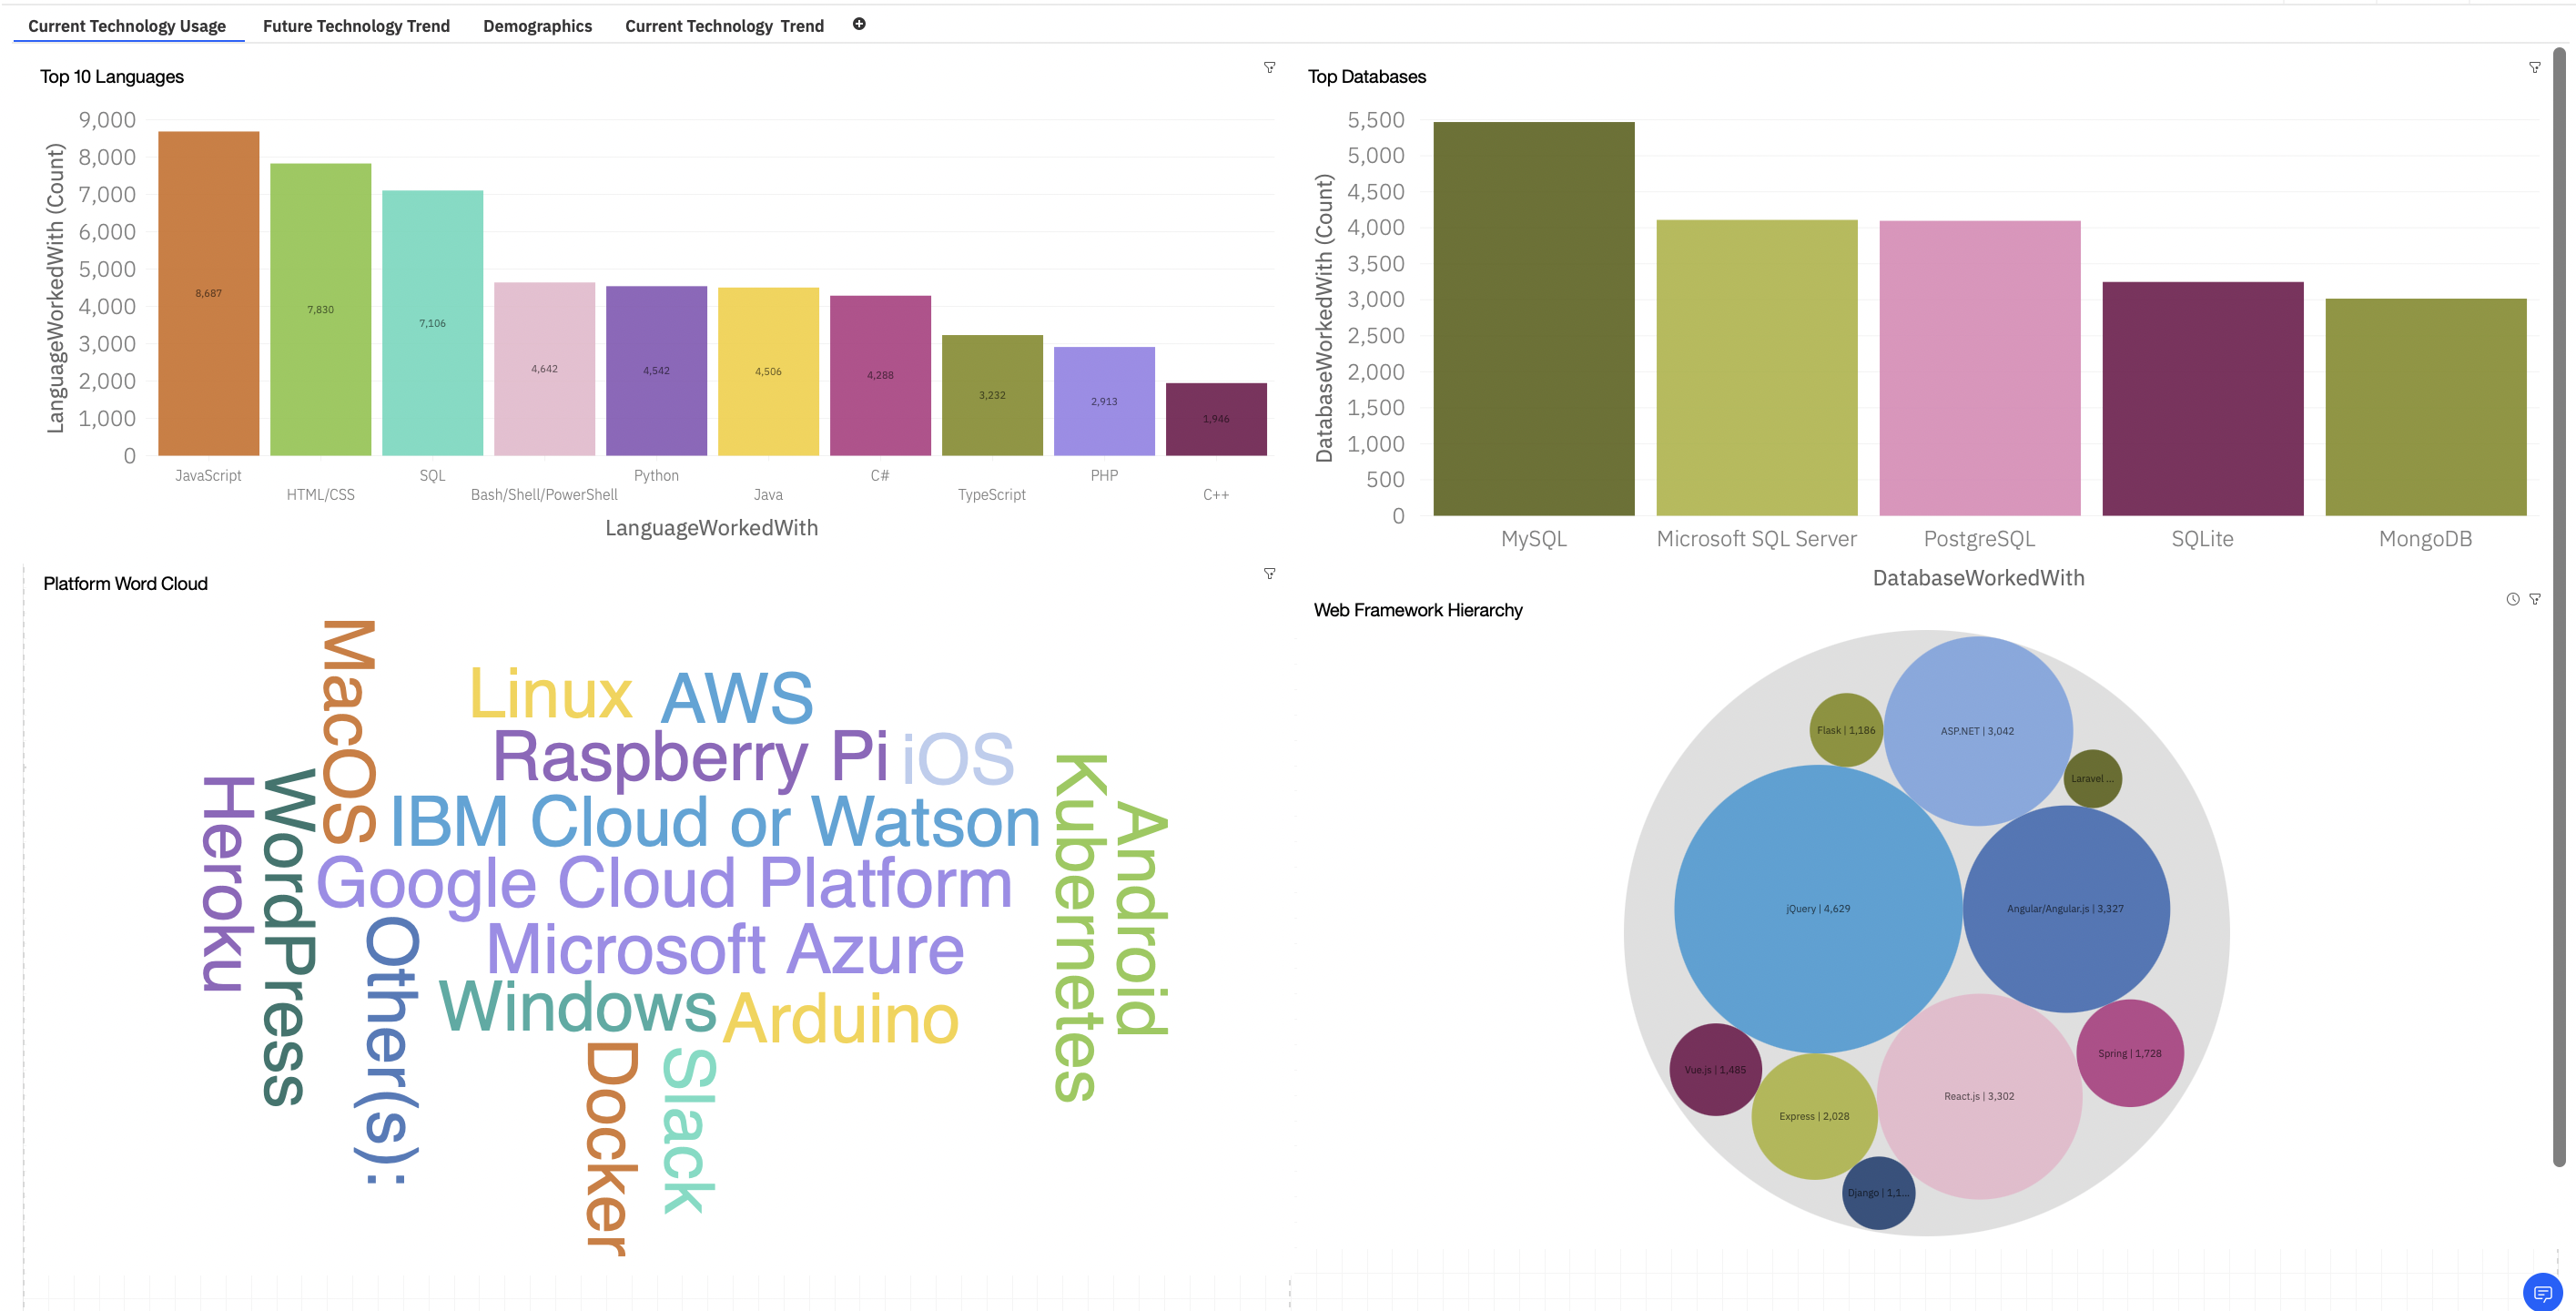 Current Technology Usage Future Technology Trend Demographics Current Technology Trend
Top 10 Languages
LanguageWorkedWith (Count)
9,000
8,000
7,000
6,000
5,000
4,000
3,000
2,000
1,000
0
8,687
7,830
7,106
4,642
4,542
4,506
4,288
3,232
2,913
1,946
JavaScript
HTML/CSS
SQL
Bash/Shell/PowerShell
Python
Java
C#
TypeScript
PHP
C++
LanguageWorkedWith
Top Databases
DatabaseWorkedWith (Count)
5,500
5,000
4,500
4,000
3,500
3,000
2,500
2,000
1,500
1,000
500
0
MySQL
Microsoft SQL Server
PostgreSQL
SQLite
MongoDB
DatabaseWorkedWith
Platform Word Cloud
MacOS
Linux
AWS
Raspberry Pi
iOS
Heroku
WordPress
IBM Cloud or Watson
Kubernetes
Android
Google Cloud Platform
Other(s):
Microsoft Azure
Windows
Arduino
Docker
Slack
Web Framework Hierarchy
Flask | 1,186
ASP.NET | 3,042
Laravel ...
jQuery | 4,629
Angular/Angular.js | 3,327
Vue.js | 1,485
Spring | 1,728
Express | 2,028
React.js | 3,302
Django | 1,1...